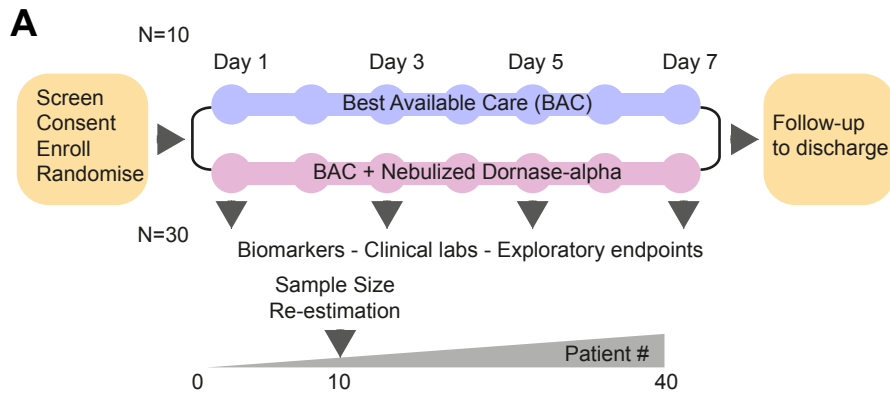 A
N=10
Day 1 Day 3 Day 5 Day 7
Screen
Consent
Enroll
Randomise
Best Available Care (BAC)
BAC + Nebulized Dornase-alpha
Follow-up
to discharge
N=30
Biomarkers - Clinical labs - Exploratory endpoints
Sample Size
Re-estimation
Patient #
0 10 40